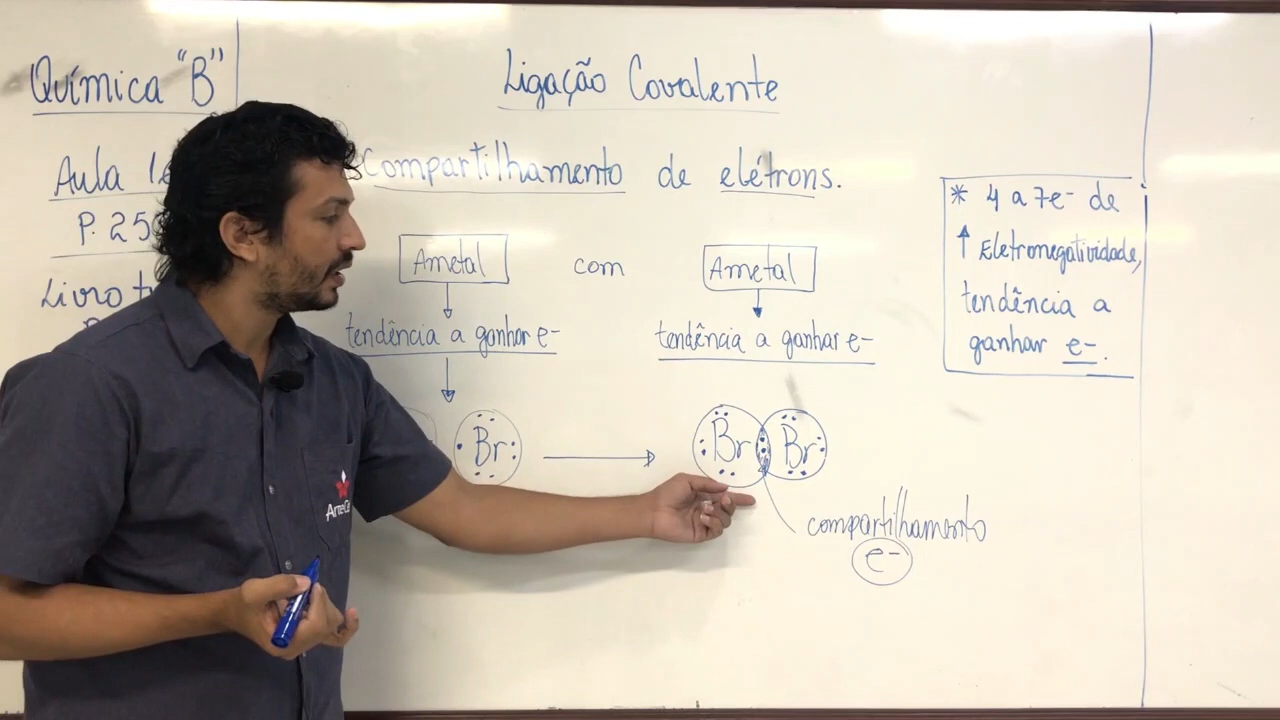 Química "B"
Ligação Covalente
Aula
Compartilhamento de elétrons.
P. 25
Livro
Ametal com Ametal
tendência a ganhar e-
tendência a ganhar e-
Br
Br Br
compartilhamento
e-
* 4 a 7e- de
↑ Eletronegatividade,
tendência a
ganhar e-.